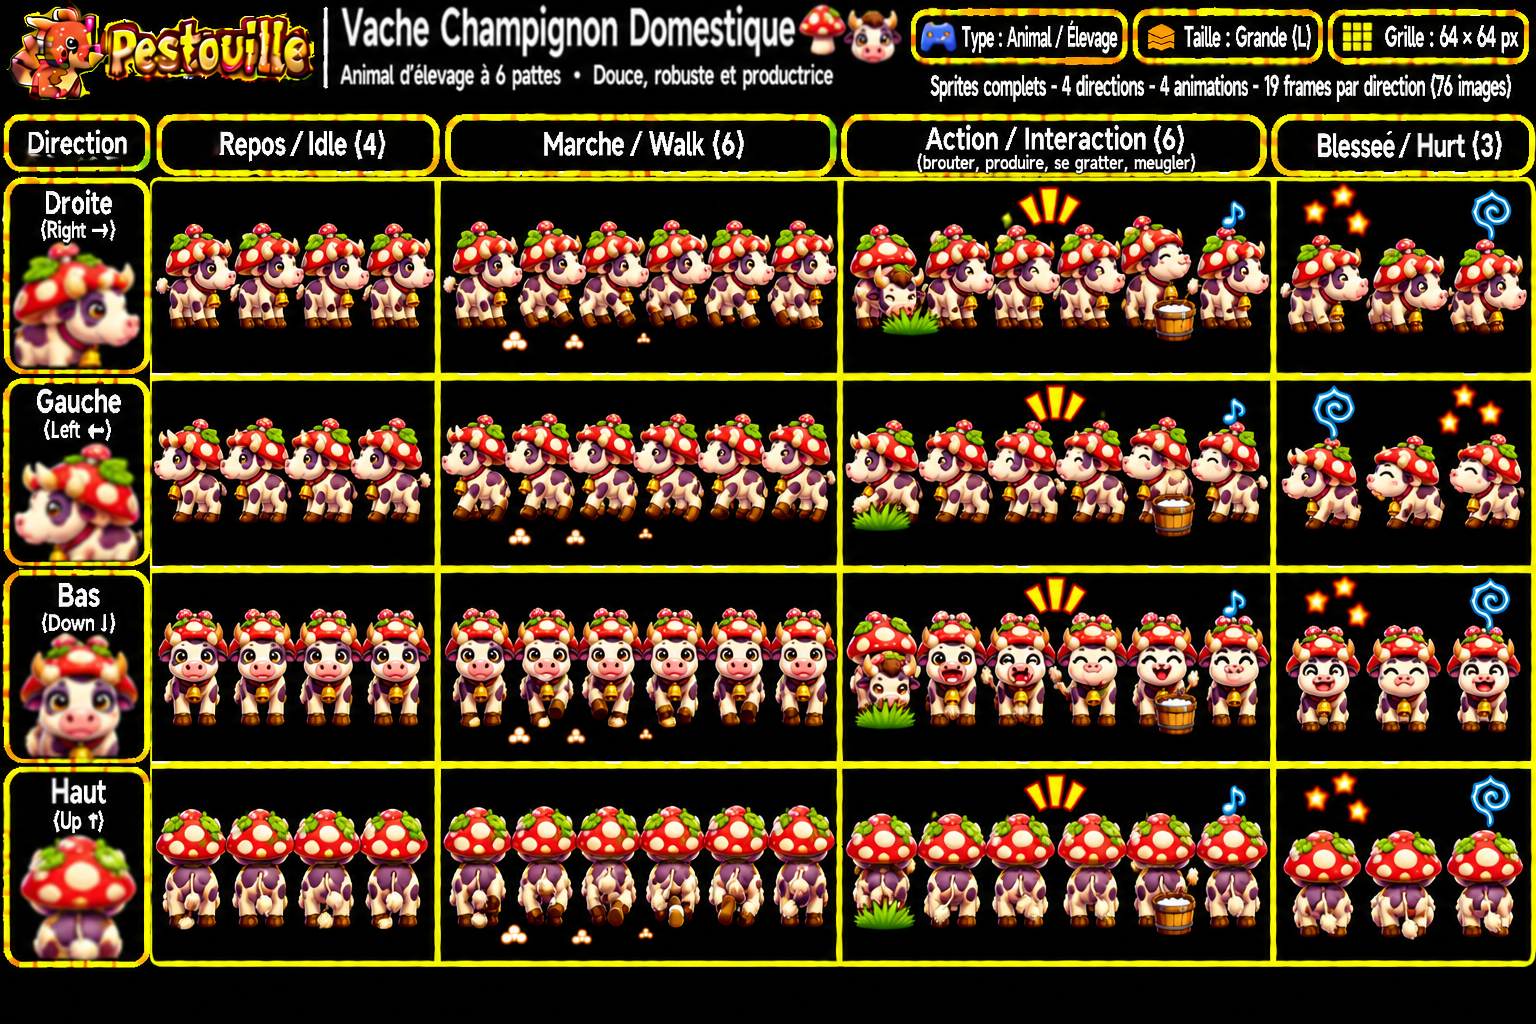 Pestouille
Vache Champignon Domestique
Animal d'élevage à 6 pattes • Douce, robuste et productrice
Type : Animal / Élevage
Taille : Grande (L)
Grille : 64 × 64 px
Sprites complets - 4 directions - 4 animations - 19 frames par direction (76 images)
Direction
Repos / Idle (4)
Marche / Walk (6)
Action / Interaction (6)
(brouter, produire, se gratter, meugler)
Blesseé / Hurt (3)
Droite
(Right →)
Gauche
(Left ←)
Bas
(Down ↓)
Haut
(Up ↑)